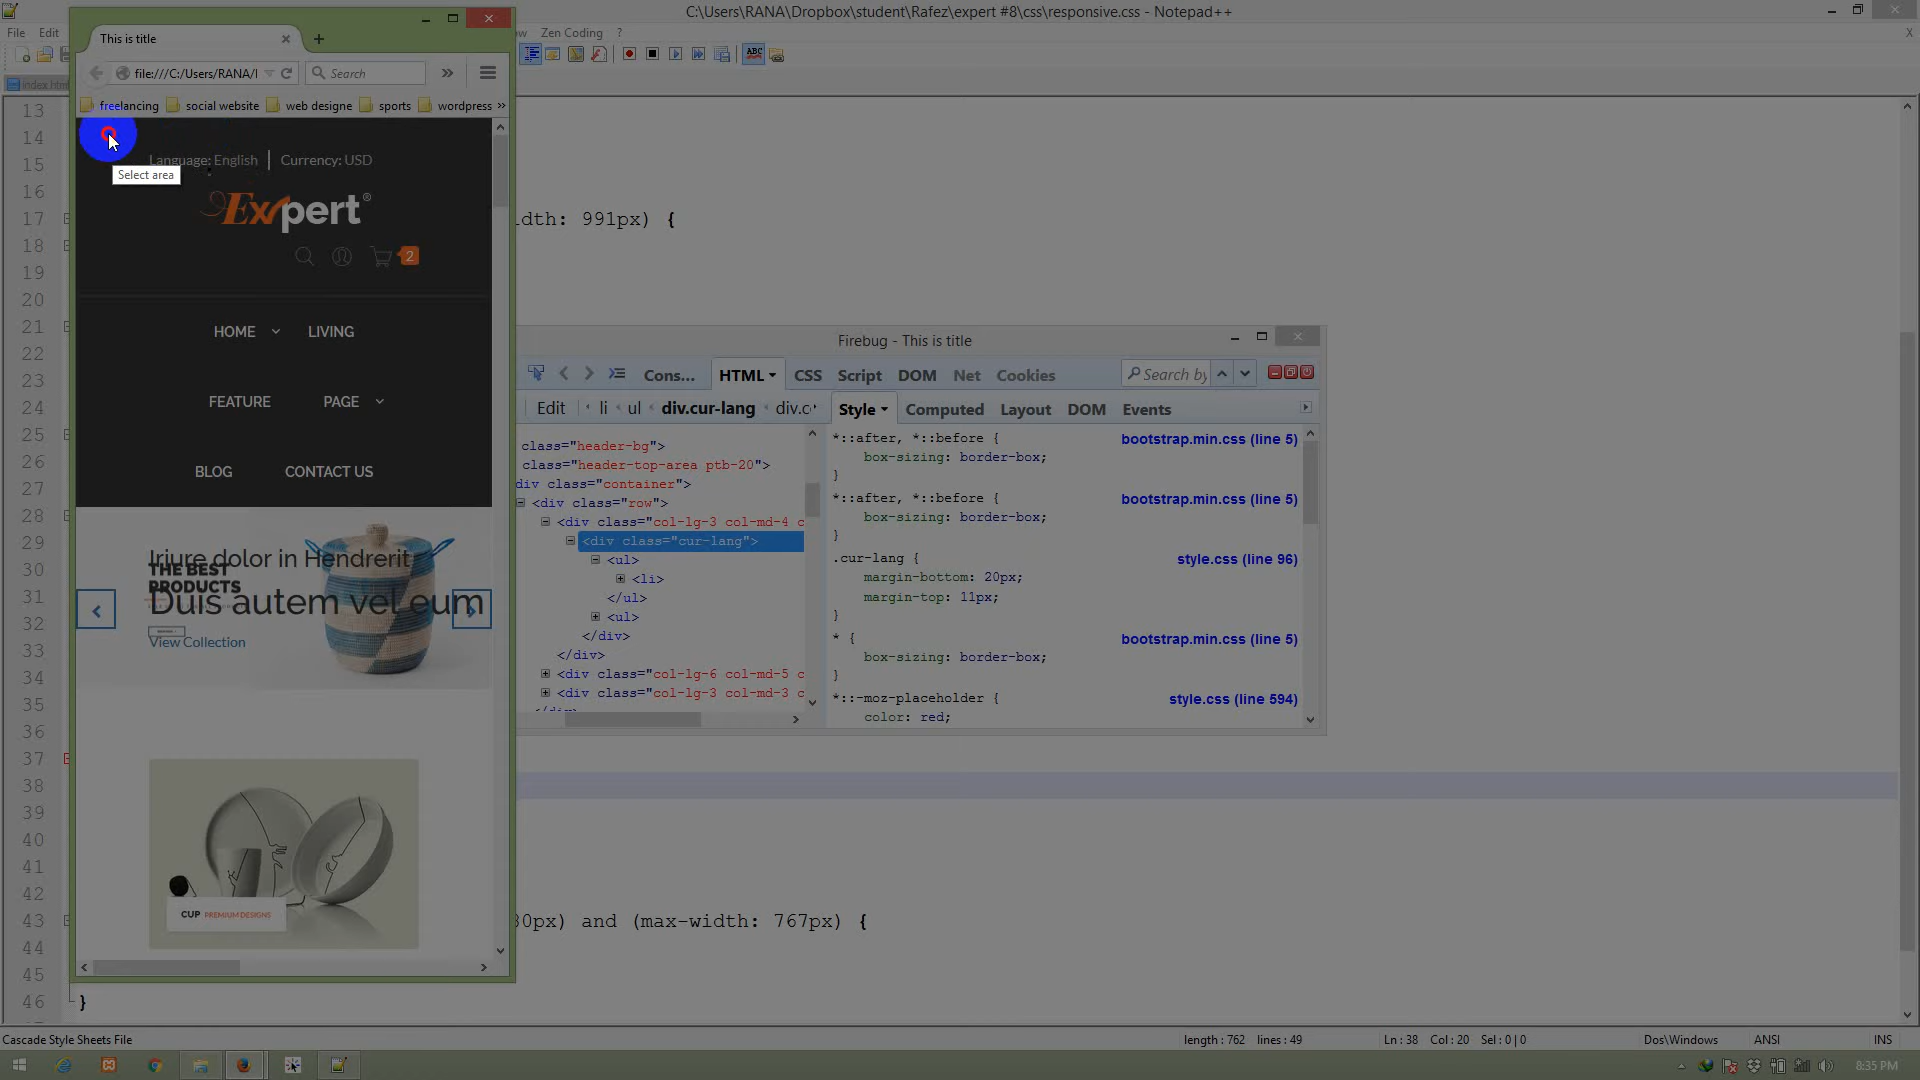 C:\Users\RANA\Dropbox\student\Rafez\expert #8\css\responsive.css - Notepad++
File Edit
Zen Coding ?
ABC
This is title
file:///C:/Users/RANA/
Search
freelancing social website web designe sports wordpress »
Language: English Currency: USD
Select area
Expert®
2
HOME LIVING
FEATURE PAGE
BLOG CONTACT US
Iriure dolor in Hendrerit
THE BEST
PRODUCTS
Duis autem vel eum
View Collection
CUP PREMIUM DESIGNS
13
14
15
16
17 idth: 991px) {
18
19
20
21
22
23
24
25
26
27
28
29
30
31
32
33
34
35
36
37
38
39
40
41
42
43 80px) and (max-width: 767px) {
44
45
46 }
Firebug - This is title
Cons... HTML CSS Script DOM Net Cookies Search by
Edit li ul div.cur-lang div.c
class="header-bg">
class="header-top-area ptb-20">
div class="container">
<div class="row">
<div class="col-lg-3 col-md-4 c
<div class="cur-lang">
<ul>
<li>
</ul>
<ul>
</div>
</div>
<div class="col-lg-6 col-md-5 c
<div class="col-lg-3 col-md-3 c
Style Computed Layout DOM Events
*::after, *::before { bootstrap.min.css (line 5)
box-sizing: border-box;
}
*::after, *::before { bootstrap.min.css (line 5)
box-sizing: border-box;
}
.cur-lang { style.css (line 96)
margin-bottom: 20px;
margin-top: 11px;
}
* { bootstrap.min.css (line 5)
box-sizing: border-box;
}
*::-moz-placeholder { style.css (line 594)
color: red;
Cascade Style Sheets File length : 762 lines : 49 Ln : 38 Col : 20 Sel : 0 | 0 Dos\Windows ANSI INS
8:35 PM